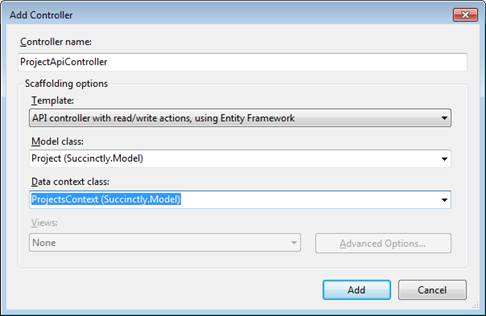 Add Controller
Controller name:
ProjectApiController
Scaffolding options
Template:
API controller with read/write actions, using Entity Framework
Model class:
Project (Succinctly.Model)
Data context class:
ProjectsContext (Succinctly.Model)
Views:
None
Advanced Options...
Add
Cancel